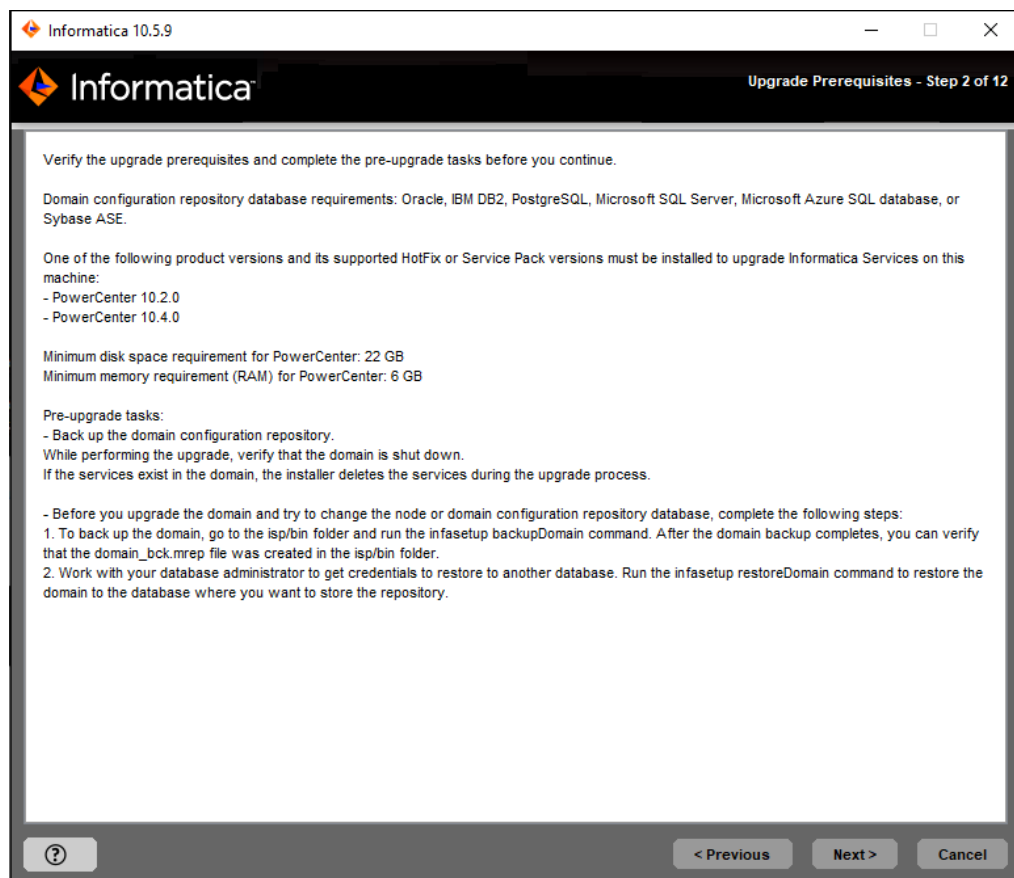 Informatica 10.5.9
Informatica
Upgrade Prerequisites - Step 2 of 12
Verify the upgrade prerequisites and complete the pre-upgrade tasks before you continue.
Domain configuration repository database requirements: Oracle, IBM DB2, PostgreSQL, Microsoft SQL Server, Microsoft Azure SQL database, or
Sybase ASE.
One of the following product versions and its supported HotFix or Service Pack versions must be installed to upgrade Informatica Services on this
machine:
- PowerCenter 10.2.0
- PowerCenter 10.4.0
Minimum disk space requirement for PowerCenter: 22 GB
Minimum memory requirement (RAM) for PowerCenter: 6 GB
Pre-upgrade tasks:
- Back up the domain configuration repository.
While performing the upgrade, verify that the domain is shut down.
If the services exist in the domain, the installer deletes the services during the upgrade process.
- Before you upgrade the domain and try to change the node or domain configuration repository database, complete the following steps:
1. To back up the domain, go to the isp/bin folder and run the infasetup backupDomain command. After the domain backup completes, you can verify
that the domain_bck.mrep file was created in the isp/bin folder.
2. Work with your database administrator to get credentials to restore to another database. Run the infasetup restoreDomain command to restore the
domain to the database where you want to store the repository.
?
< Previous
Next >
Cancel